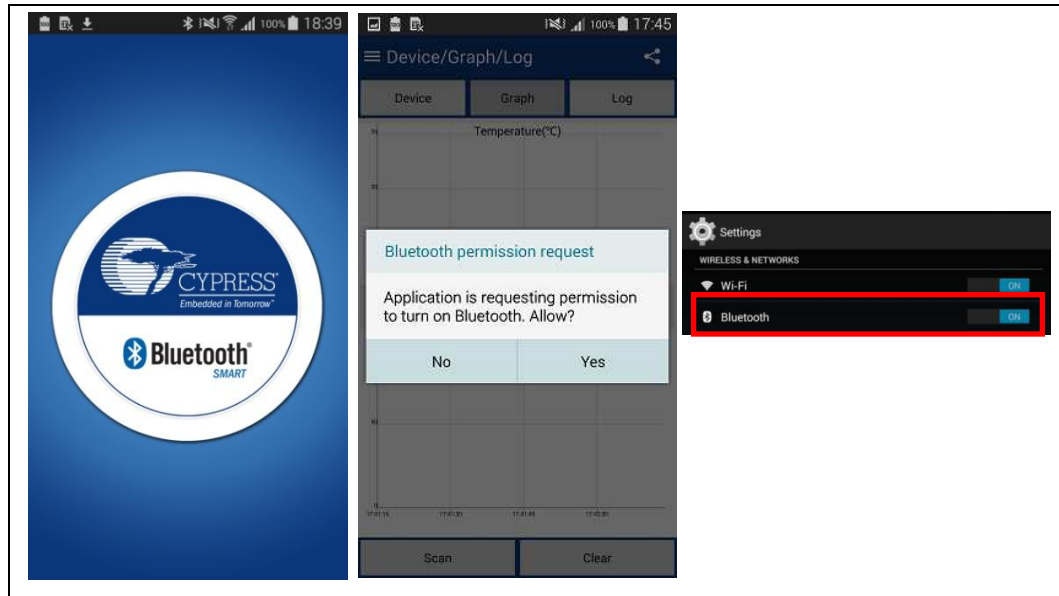 100% 18:39
CYPRESS
Embedded in Tomorrow™
Bluetooth®
SMART
100% 17:45
Device/Graph/Log
Device Graph Log
Temperature(°C)
Bluetooth permission request
Application is requesting permission
to turn on Bluetooth. Allow?
No Yes
Scan Clear
Settings
WIRELESS & NETWORKS
Wi-Fi ON
Bluetooth ON